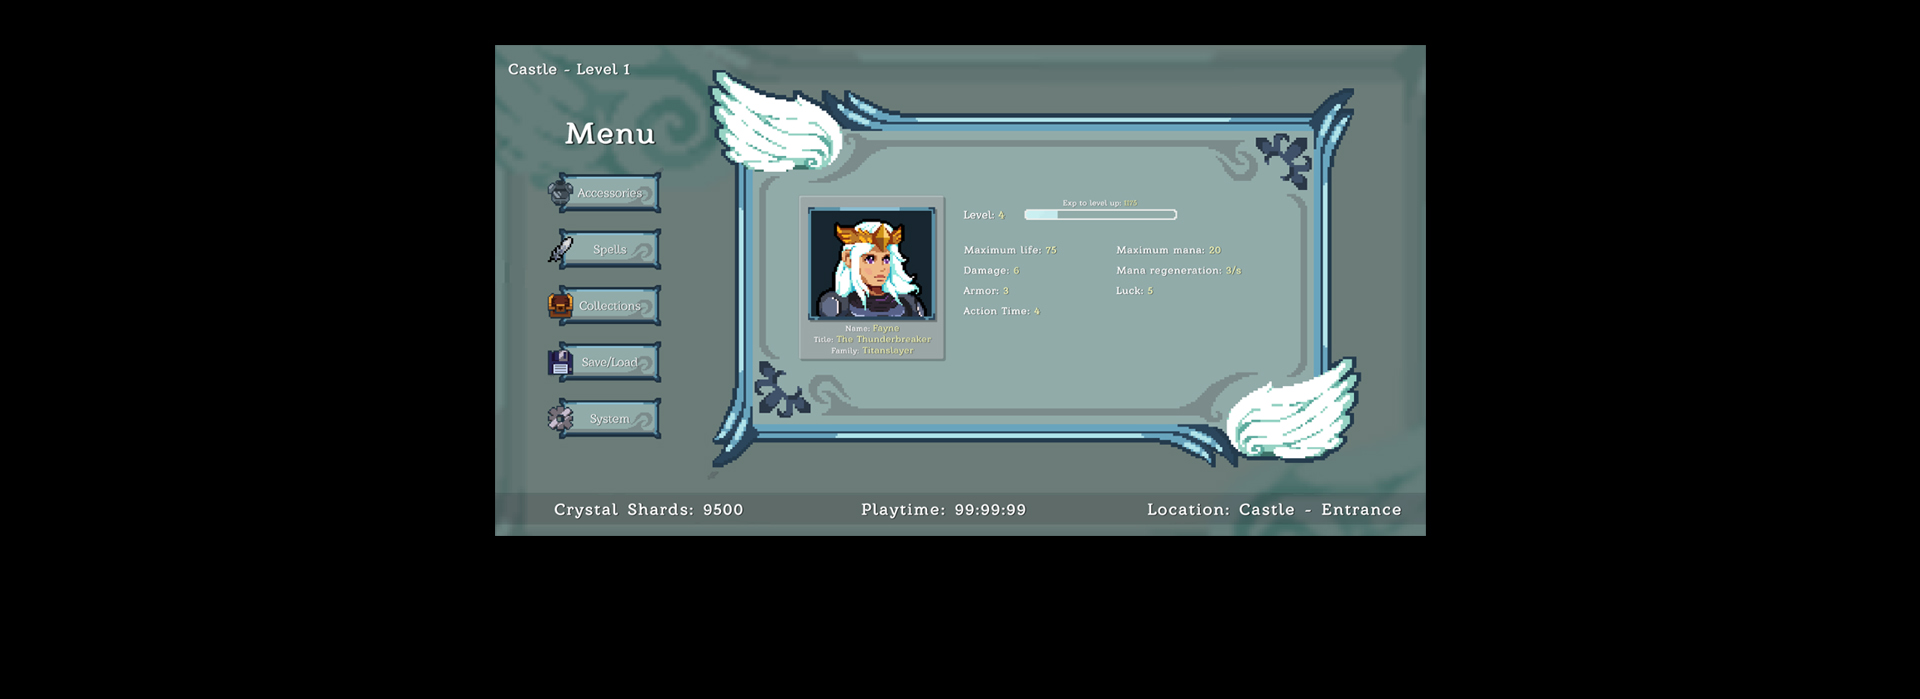 Castle - Level 1
Menu
Accessories
Spells
Collections
Save/Load
System
Name: Fayne
Title: The Thunderbreaker
Family: Titanslayer
Exp to level up: 1175
Level: 4
Maximum life: 75
Maximum mana: 20
Damage: 6
Mana regeneration: 3/s
Armor: 3
Luck: 5
Action Time: 4
Crystal Shards: 9500
Playtime: 99:99:99
Location: Castle - Entrance